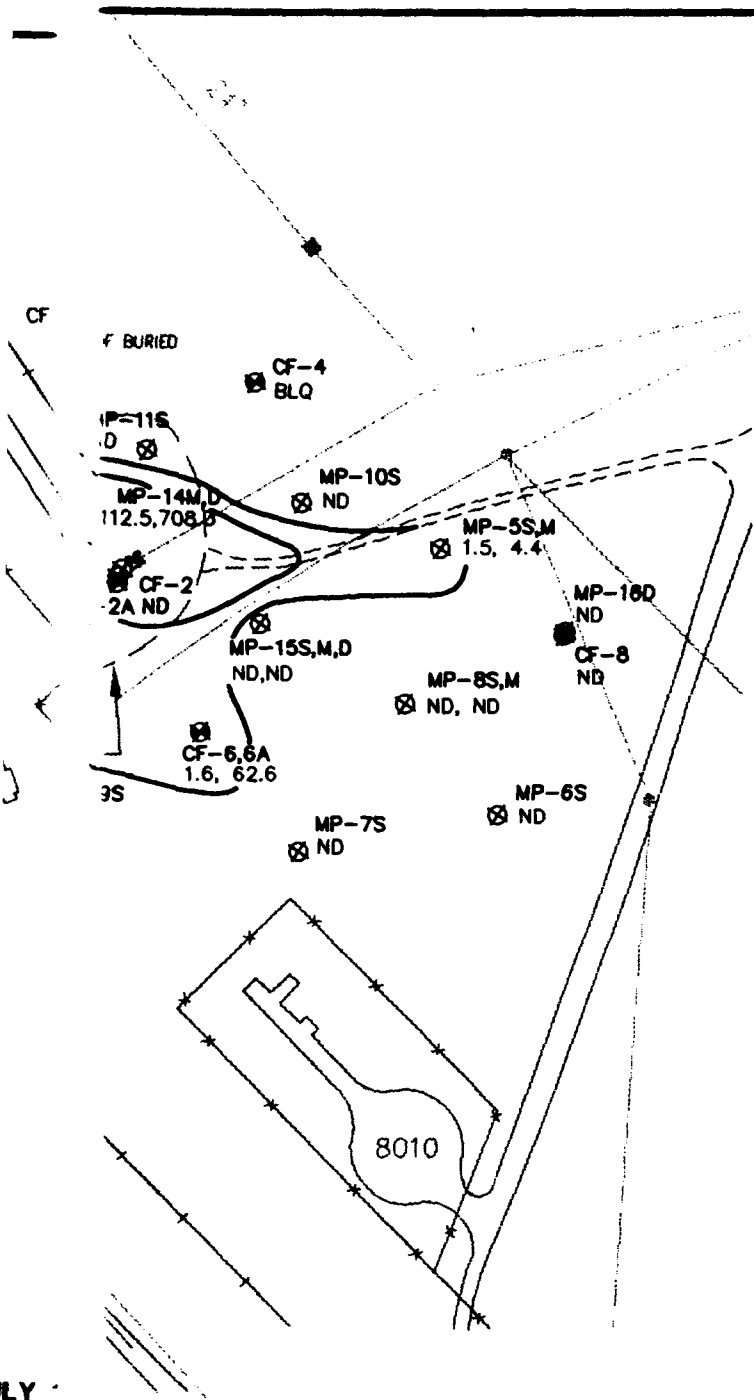 CF
F BURIED
CF-4
BLQ
P-11S
D
MP-10S
ND
MP-14M,D
112.5,708.3
MP-5S,M
1.5, 4.4
CF-2
2A ND
MP-16D
ND
CF-8
ND
MP-15S,M,D
ND,ND
MP-8S,M
ND, ND
CF-6,6A
1.6, 62.6
9S
MP-6S
ND
MP-7S
ND
8010
LY